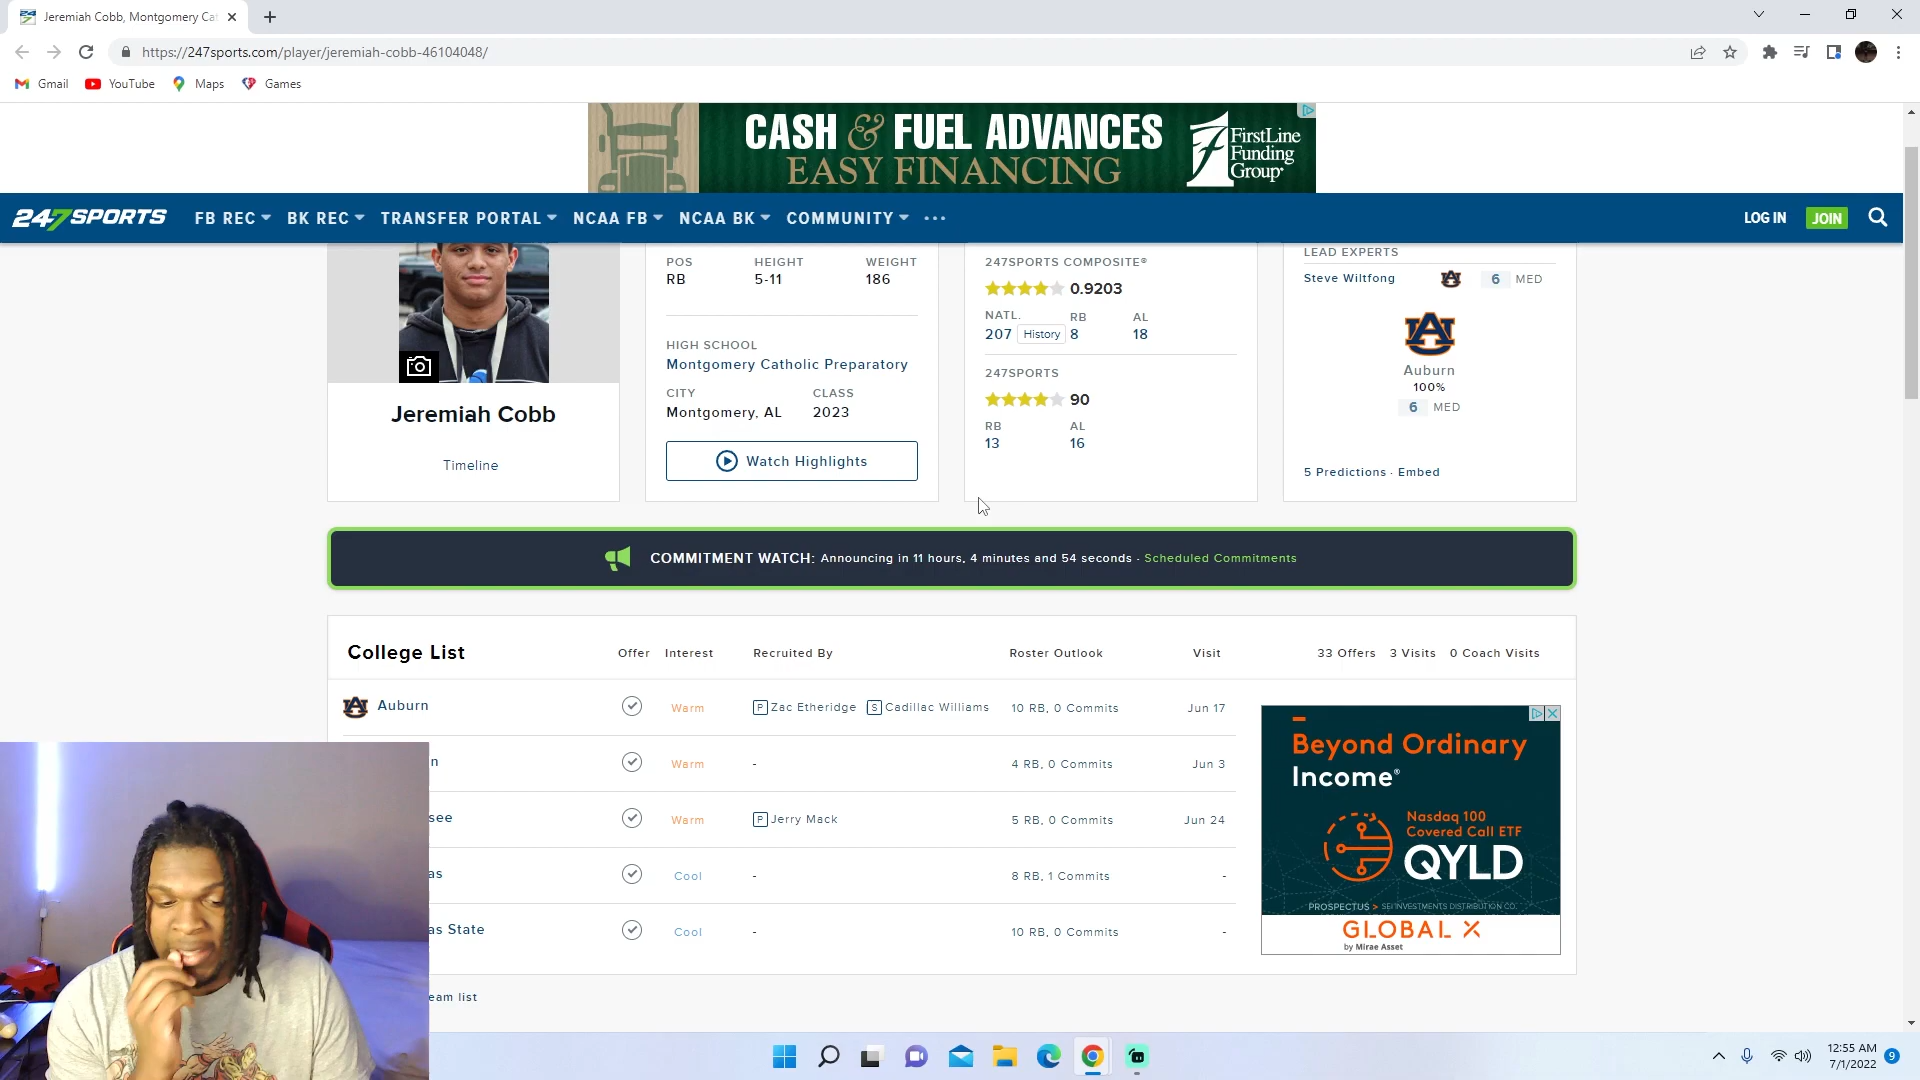 Jeremiah Cobb, Montgomery Cat
https://247sports.com/player/jeremiah-cobb-46104048/
Gmail YouTube Maps Games
CASH & FUEL ADVANCES
EASY FINANCING
FirstLine
Funding
Group
247SPORTS FB REC BK REC TRANSFER PORTAL NCAA FB NCAA BK COMMUNITY ... LOG IN JOIN
Jeremiah Cobb
Timeline
POS HEIGHT WEIGHT
RB 5-11 186
HIGH SCHOOL
Montgomery Catholic Preparatory
CITY CLASS
Montgomery, AL 2023
Watch Highlights
247SPORTS COMPOSITE®
0.9203
NATL. RB AL
207 History 8 18
247SPORTS
90
RB AL
13 16
LEAD EXPERTS
Steve Wiltfong 6 MED
Auburn
100%
6 MED
5 Predictions · Embed
COMMITMENT WATCH: Announcing in 11 hours, 4 minutes and 54 seconds - Scheduled Commitments
College List Offer Interest Recruited By Roster Outlook Visit 33 Offers 3 Visits 0 Coach Visits
Auburn Warm P Zac Etheridge S Cadillac Williams 10 RB, 0 Commits Jun 17
n Warm - 4 RB, 0 Commits Jun 3
see Warm P Jerry Mack 5 RB, 0 Commits Jun 24
as Cool - 8 RB, 1 Commits -
as State Cool - 10 RB, 0 Commits -
eam list
Beyond Ordinary
Income®
Nasdaq 100
Covered Call ETF
QYLD
PROSPECTUS > SEI INVESTMENTS DISTRIBUTION CO.
GLOBAL X
by Mirae Asset
12:55 AM
7/1/2022
9